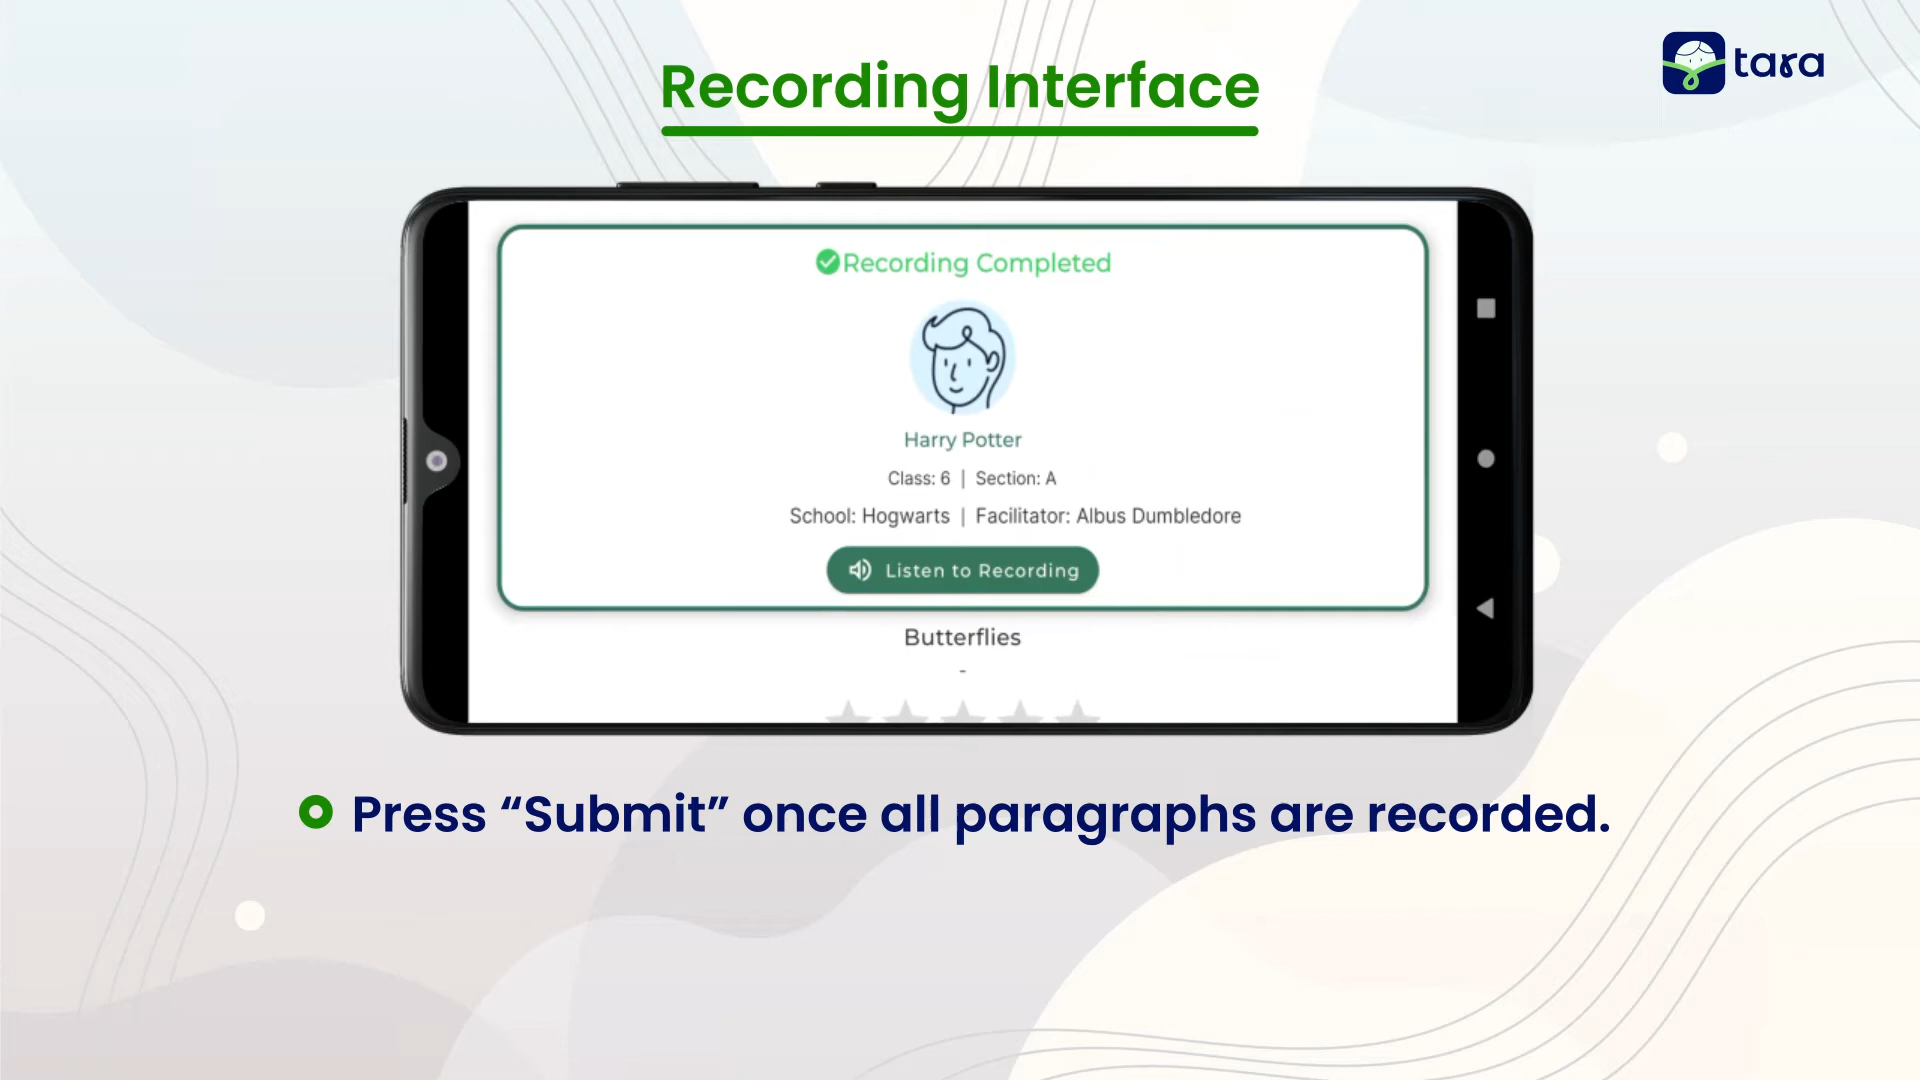 tara
Recording Interface
Recording Completed
Harry Potter
Class: 6 | Section: A
School: Hogwarts | Facilitator: Albus Dumbledore
Listen to Recording
Butterflies
-
Press “Submit” once all paragraphs are recorded.